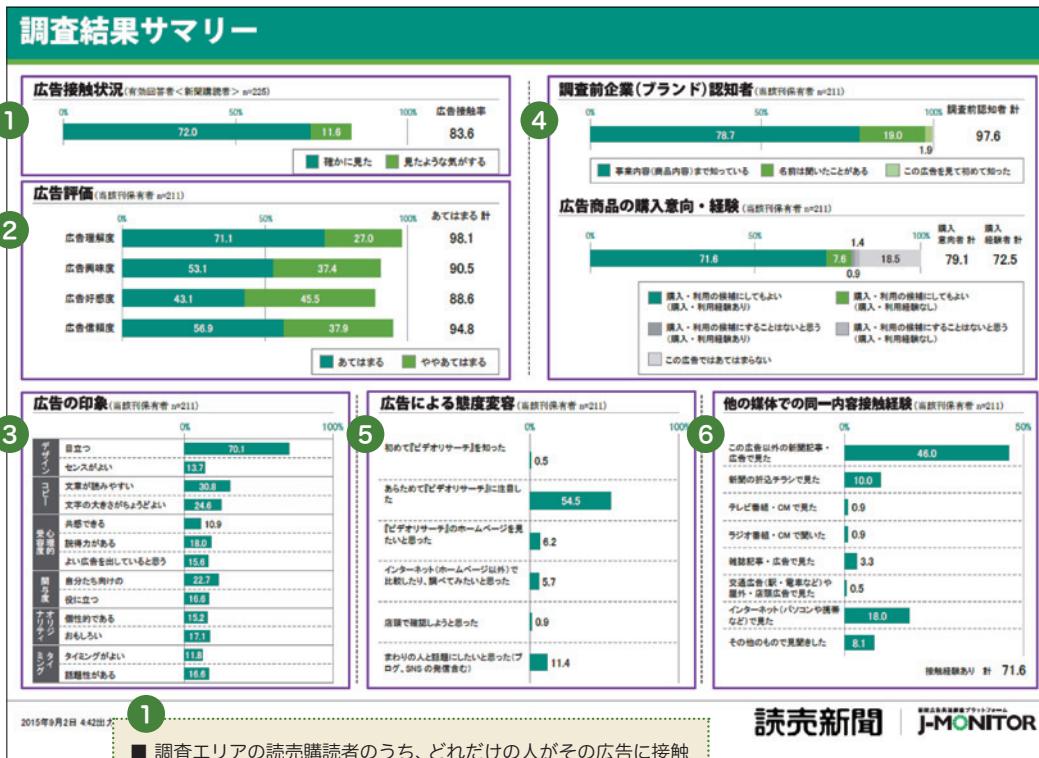 調査結果サマリー
1
広告接触状況(有効回答者<新聞購読者> n=225)
0% 50% 100% 広告接触率
72.0 11.6 83.6
確かに見た 見たような気がする
2
広告評価(当該刊保有者 n=211)
0% 50% 100% あてはまる 計
広告理解度 71.1 27.0 98.1
広告興味度 53.1 37.4 90.5
広告好感度 43.1 45.5 88.6
広告信頼度 56.9 37.9 94.8
あてはまる ややあてはまる
4
調査前企業(ブランド)認知者(当該刊保有者 n=211)
0% 50% 100% 調査前認知者 計
78.7 19.0 97.6
1.9
事業内容(商品内容)まで知っている 名前は聞いたことがある この広告を見て初めて知った
広告商品の購入意向・経験(当該刊保有者 n=211)
0% 50% 100% 購入意向者 計 購入経験者 計
1.4
71.6 7.6 18.5 79.1 72.5
0.9
購入・利用の候補にしてもよい(購入・利用経験あり)
購入・利用の候補にしてもよい(購入・利用経験なし)
購入・利用の候補にすることはないと思う(購入・利用経験あり)
購入・利用の候補にすることはないと思う(購入・利用経験なし)
この広告ではあてはまらない
3
広告の印象(当該刊保有者 n=211)
0% 100%
デザイン
目立つ 70.1
センスがよい 13.7
コピー
文章が読みやすい 30.8
文字の大きさがちょうどよい 24.6
心理的受容度
共感できる 10.9
説得力がある 18.0
よい広告を出していると思う 15.6
関与度
自分たち向けの 22.7
役に立つ 16.6
オリジナリティ
個性的である 15.2
おもしろい 17.1
タイミング
タイミングがよい 11.8
話題性がある 16.6
5
広告による態度変容(当該刊保有者 n=211)
0% 100%
初めて『ビデオリサーチ』を知った 0.5
あらためて『ビデオリサーチ』に注目した 54.5
『ビデオリサーチ』のホームページを見たいと思った 6.2
インターネット(ホームページ以外)で比較したり、調べてみたいと思った 5.7
店頭で確認しようと思った 0.9
まわりの人と話題にしたいと思った(ブログ、SNSの発信含む) 11.4
6
他の媒体での同一内容接触経験(当該刊保有者 n=211)
0% 50%
この広告以外の新聞記事・広告で見た 46.0
新聞の折込チラシで見た 10.0
テレビ番組・CMで見た 0.9
ラジオ番組・CMで聞いた 0.9
雑誌記事・広告で見た 3.3
交通広告(駅・電車など)や屋外・店頭広告で見た 0.5
インターネット(パソコンや携帯など)で見た 18.0
その他のもので見聞きした 8.1
接触経験あり 計 71.6
2015年9月2日 4:42出力
読売新聞
新聞広告共通調査プラットフォーム
J-MONITOR
1
■ 調査エリアの読売購読者のうち、どれだけの人がその広告に接触